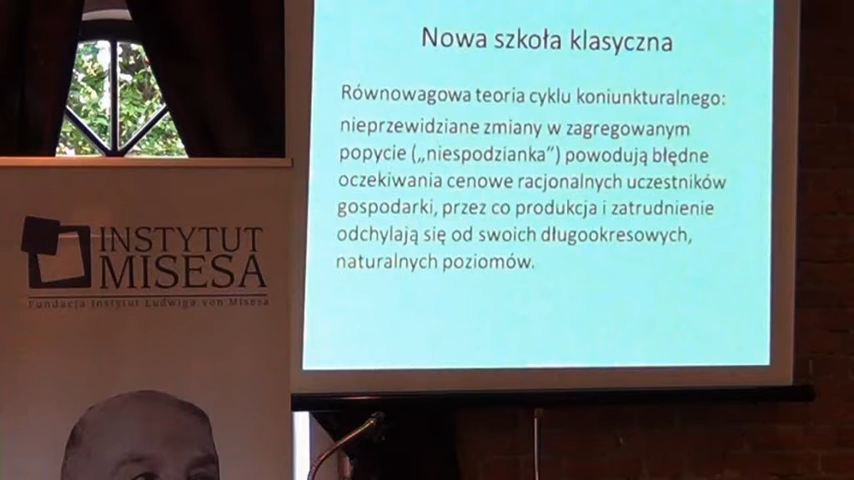 Nowa szkoła klasyczna
Równowagowa teoria cyklu koniunkturalnego:
nieprzewidziane zmiany w zagregowanym
popycie („niespodzianka”) powodują błędne
oczekiwania cenowe racjonalnych uczestników
gospodarki, przez co produkcja i zatrudnienie
odchylają się od swoich długookresowych,
naturalnych poziomów.
INSTYTUT
MISESA
Fundacja Instytut Ludwiga von Misesa